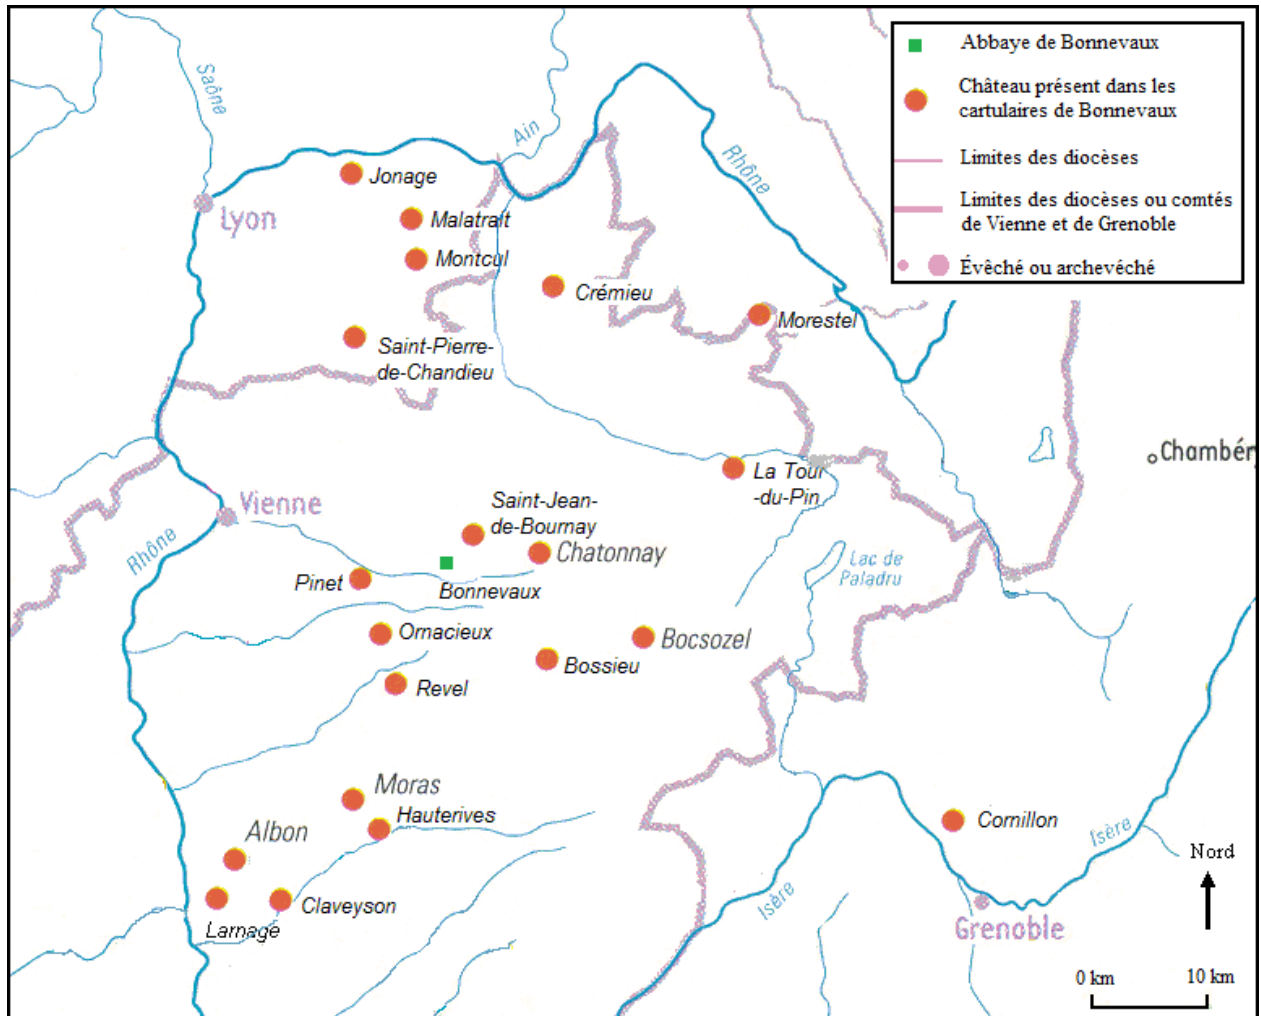 Abbaye de Bonnevaux
Château présent dans les
cartulaires de Bonnevaux
Limites des diocèses
Limites des diocèses ou comtés
de Vienne et de Grenoble
Évêché ou archevéché
Saône
Ain
Rhône
Jonage
Lyon
Malatrait
Montcul
Crémieu
Morestel
Saint-Pierre-
de-Chandieu
Chambéry
La Tour
-du-Pin
Vienne
Saint-Jean-
de-Bournay
Chatonnay
Rhône
Lac de
Paladru
Pinet
Bonnevaux
Ornacieux
Bocsozel
Bossieu
Revel
Moras
Hauterives
Albon
Cornillon
Isère
Nord
Claveyson
Isère
Larnage
Grenoble
0 km
10 km